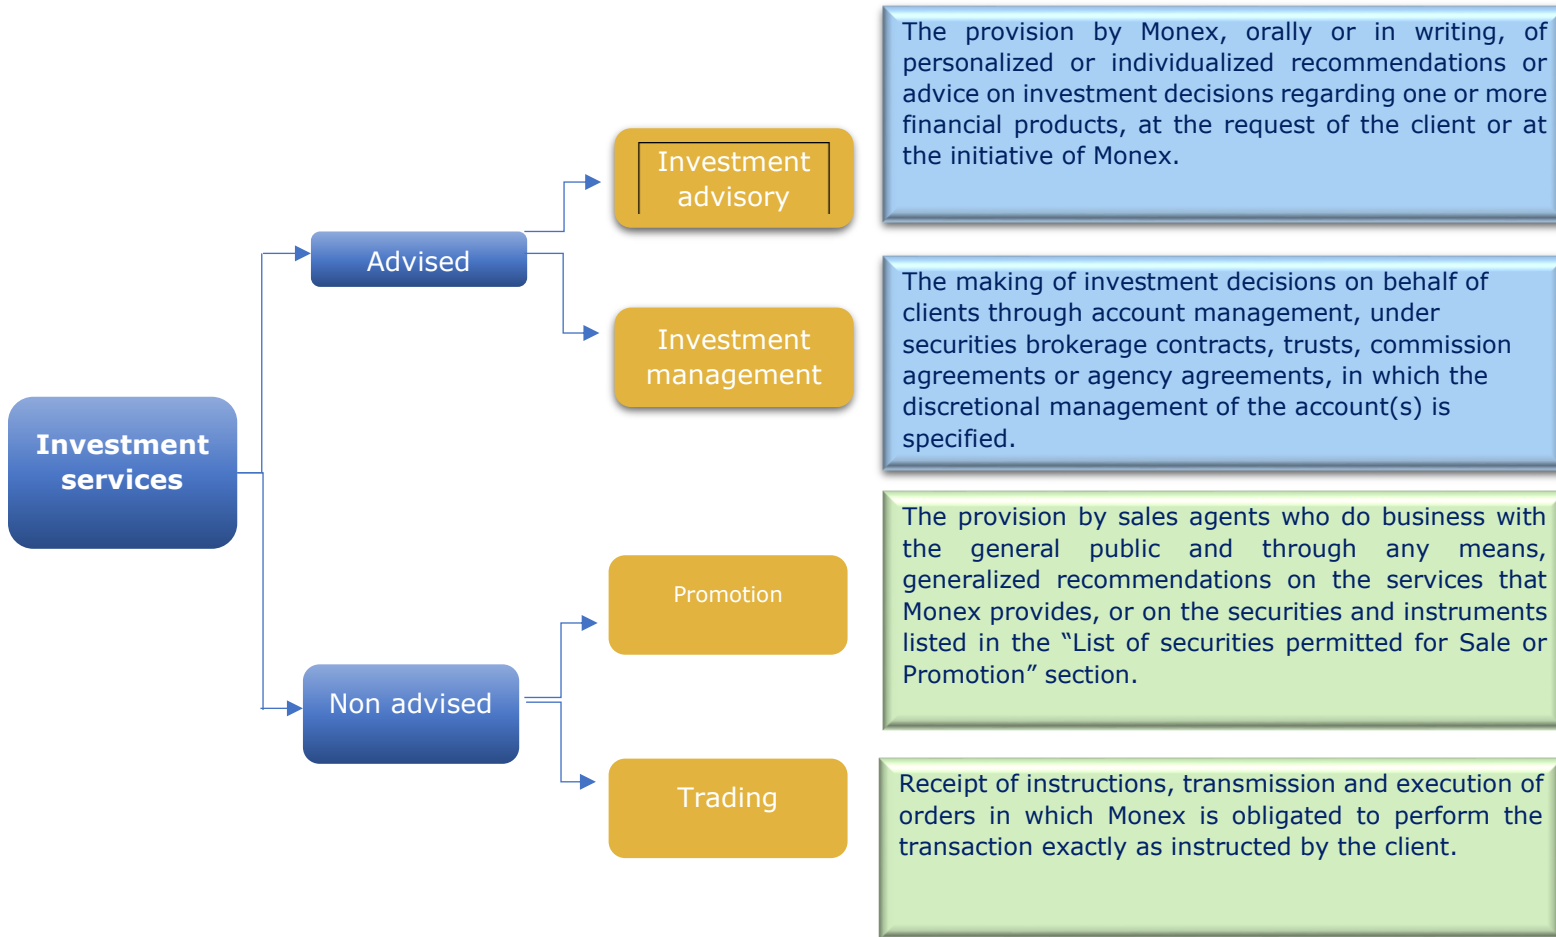 Investment
services
Advised
Investment
advisory
The provision by Monex, orally or in writing, of
personalized or individualized recommendations or
advice on investment decisions regarding one or more
financial products, at the request of the client or at
the initiative of Monex.
Investment
management
The making of investment decisions on behalf of
clients through account management, under
securities brokerage contracts, trusts, commission
agreements or agency agreements, in which the
discretional management of the account(s) is
specified.
Non advised
Promotion
The provision by sales agents who do business with
the general public and through any means,
generalized recommendations on the services that
Monex provides, or on the securities and instruments
listed in the “List of securities permitted for Sale or
Promotion” section.
Trading
Receipt of instructions, transmission and execution of
orders in which Monex is obligated to perform the
transaction exactly as instructed by the client.